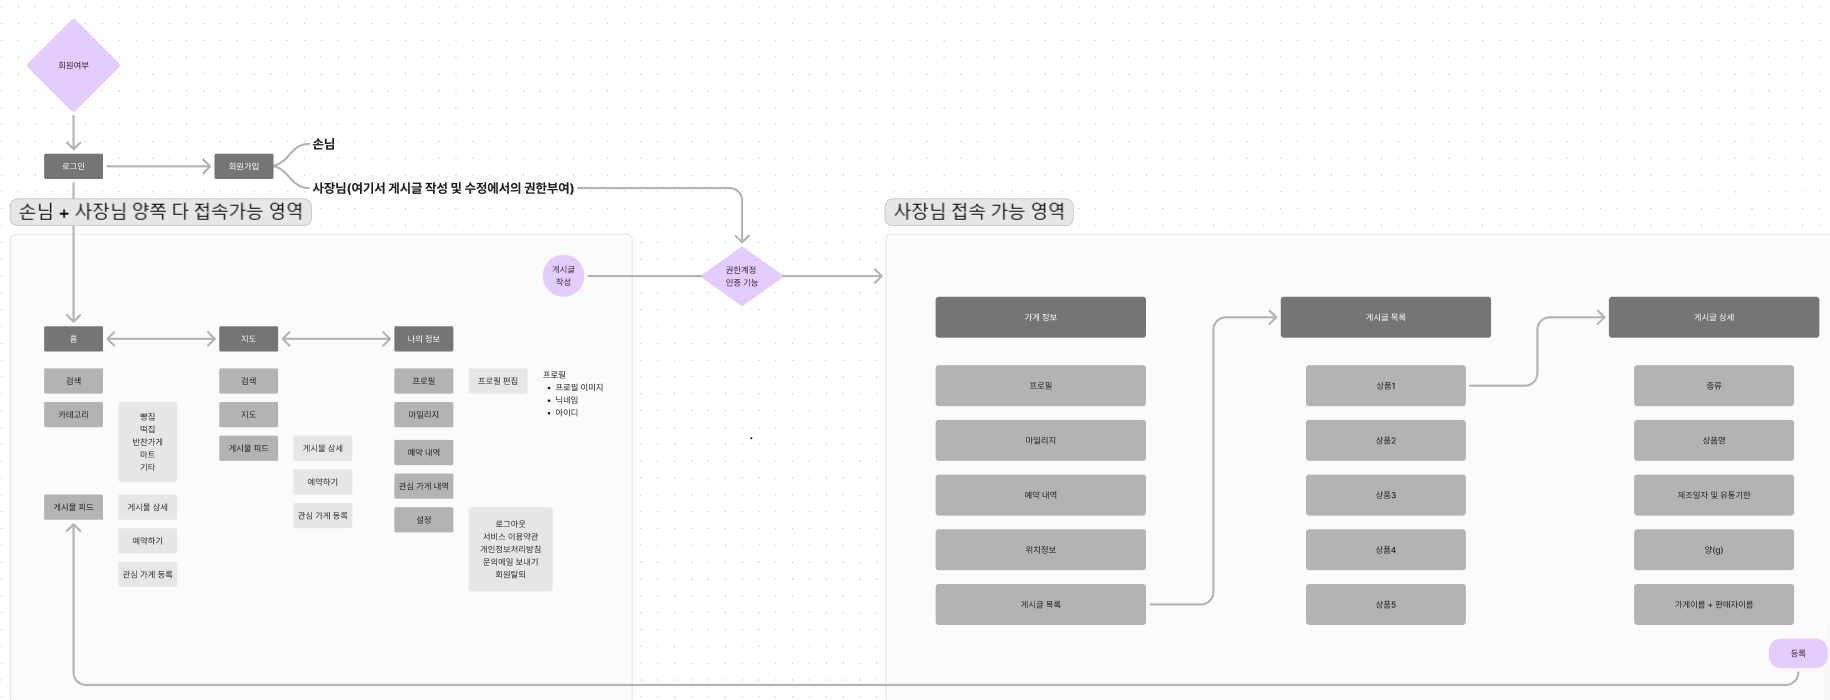 회원여부
로그인
회원가입
손님
사장님(여기서 게시글 작성 및 수정에서의 권한부여)
손님 + 사장님 양쪽 다 접속가능 영역
게시글
작성
권한계정
인증 기능
홈
지도
나의 정보
검색
카테고리
빵집
떡집
반찬가게
마트
기타
게시물 피드
게시물 상세
예약하기
관심 가게 등록
검색
지도
게시물 피드
게시물 상세
예약하기
관심 가게 등록
프로필
프로필 편집
프로필
• 프로필 이미지
• 닉네임
• 아이디
마일리지
예약 내역
관심 가게 내역
설정
로그아웃
서비스 이용약관
개인정보처리방침
문의메일 보내기
회원탈퇴
사장님 접속 가능 영역
가게 정보
프로필
마일리지
예약 내역
위치정보
게시글 목록
게시글 목록
상품1
상품2
상품3
상품4
상품5
게시글 상세
종류
상품명
제조일자 및 유통기한
양(g)
가게이름 + 판매자이름
등록